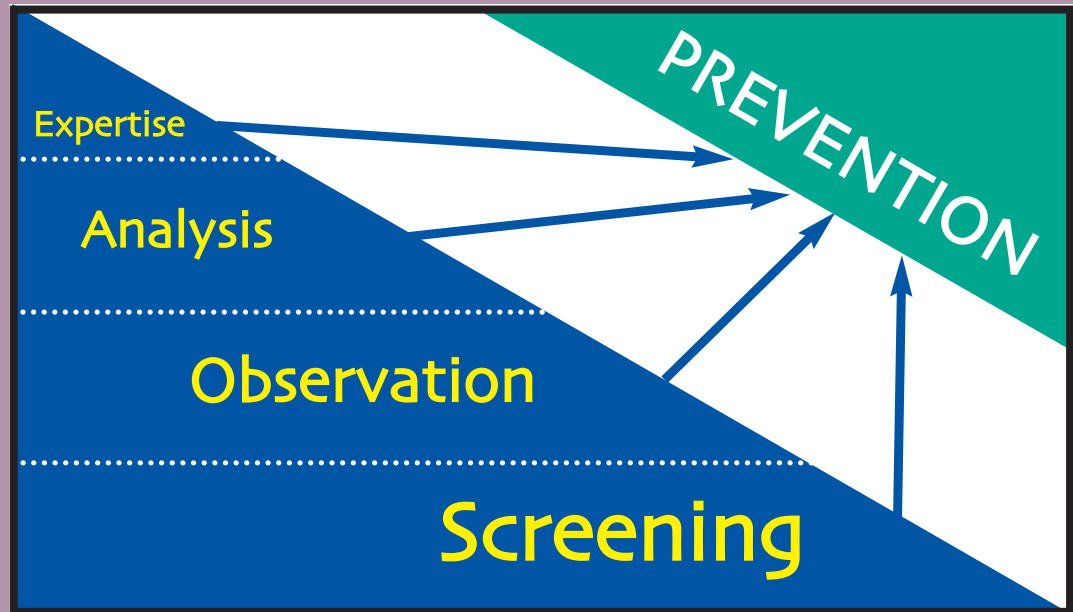 PREVENTION
Expertise
Analysis
Observation
Screening